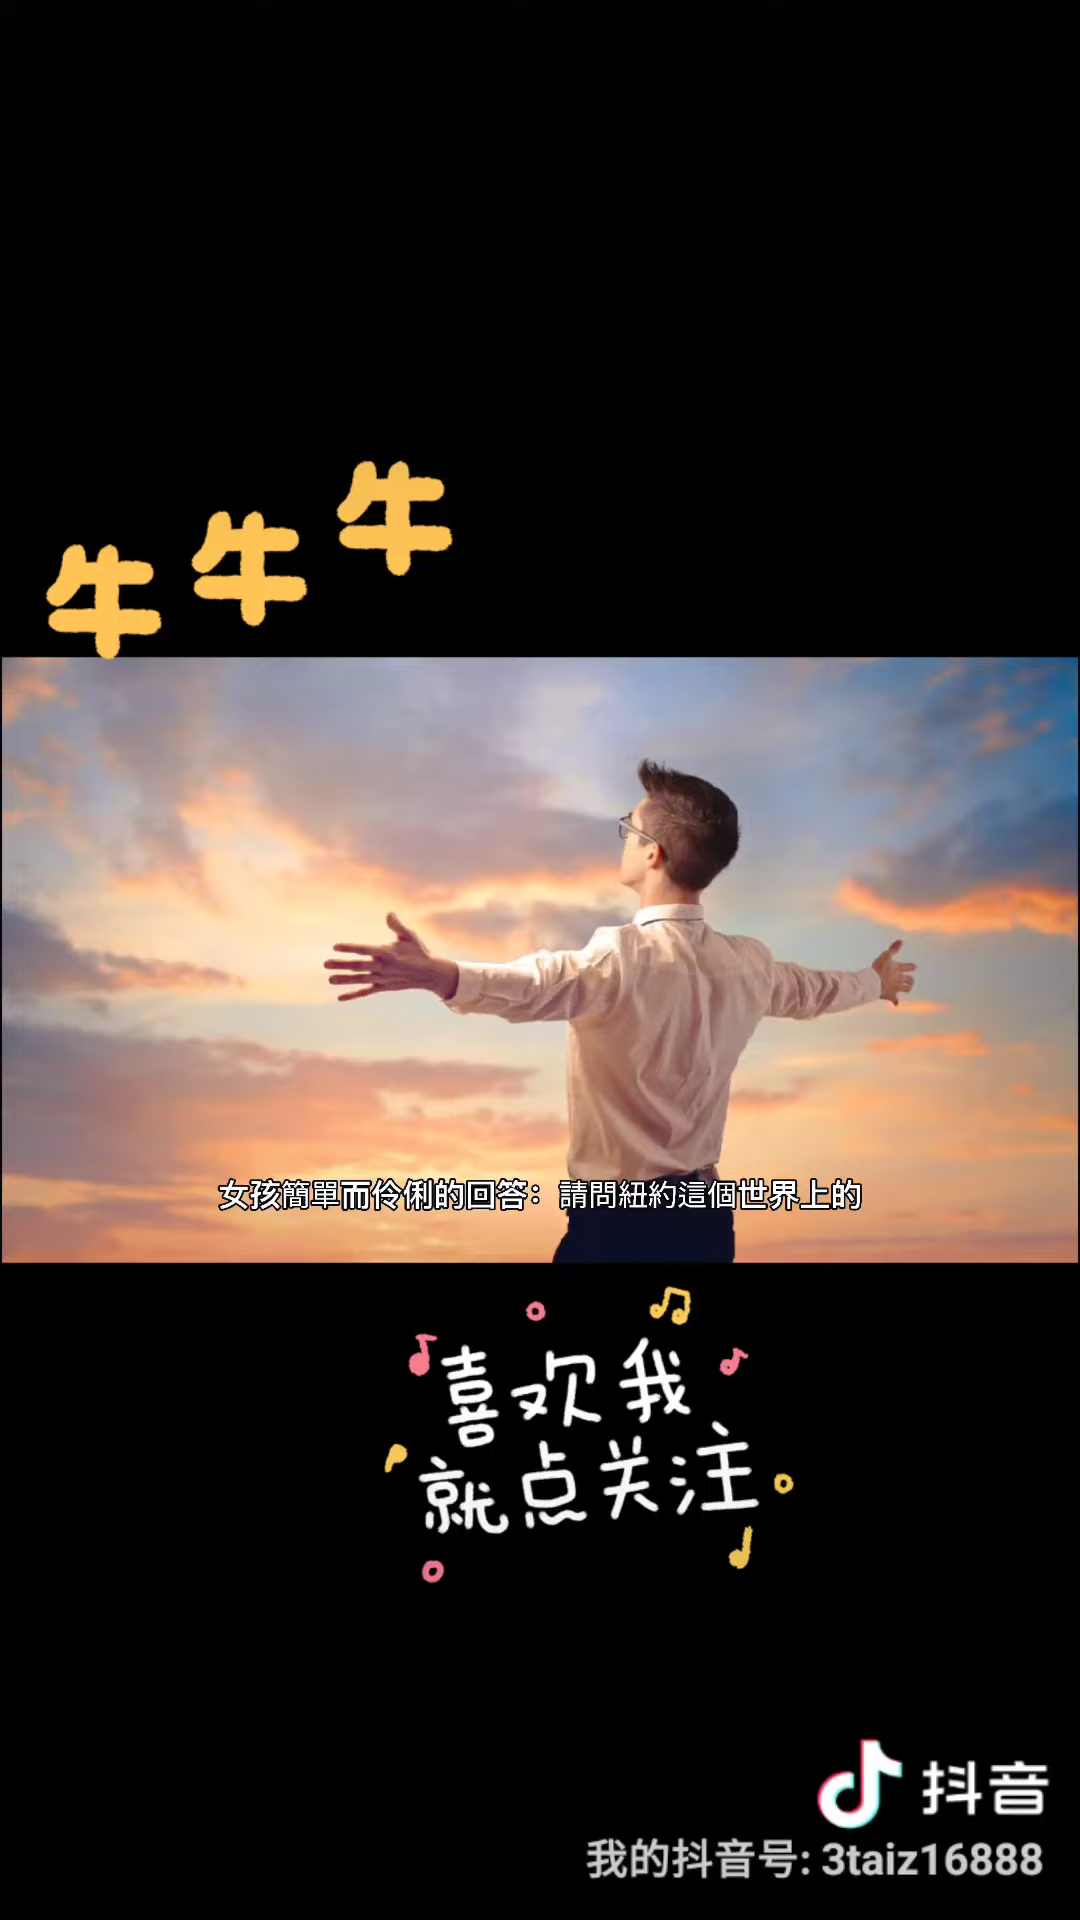 牛牛牛
女孩簡單而伶俐的回答：請問紐約這個世界上的
喜欢我
就点关注
抖音
我的抖音号: 3taiz16888